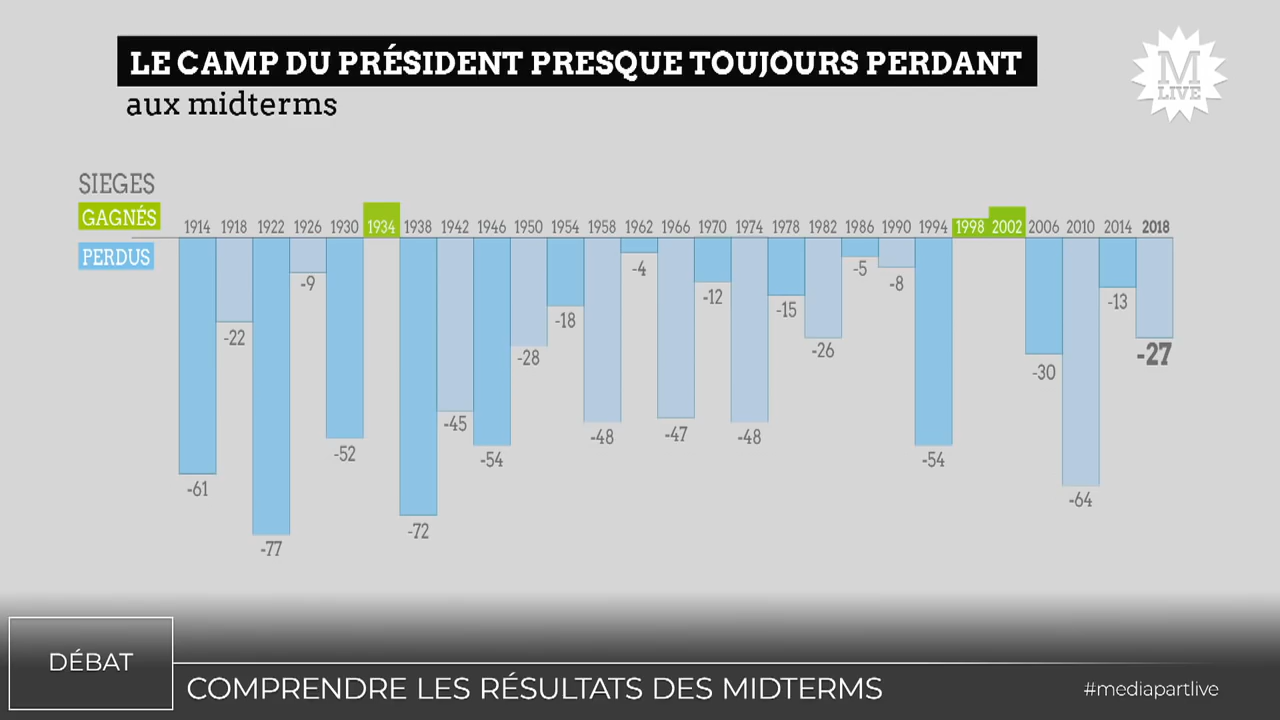 LE CAMP DU PRÉSIDENT PRESQUE TOUJOURS PERDANT
aux midterms
M
LIVE
SIEGES
GAGNÉS
1914 1918 1922 1926 1930 1934 1938 1942 1946 1950 1954 1958 1962 1966 1970 1974 1978 1982 1986 1990 1994 1998 2002 2006 2010 2014 2018
PERDUS
-61 -22 -77 -9 -52 -72 -45 -54 -28 -18 -48 -4 -47 -12 -48 -15 -26 -5 -8 -54 -30 -64 -13 -27
DÉBAT
COMPRENDRE LES RÉSULTATS DES MIDTERMS
#mediapartlive